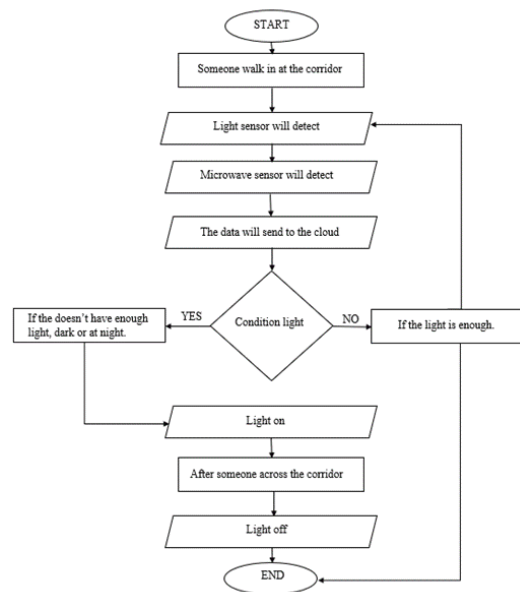 START
Someone walk in at the corridor
Light sensor will detect
Microwave sensor will detect
The data will send to the cloud
Condition light
YES
NO
If the doesn't have enough
light, dark or at night.
If the light is enough.
Light on
After someone across the corridor
Light off
END